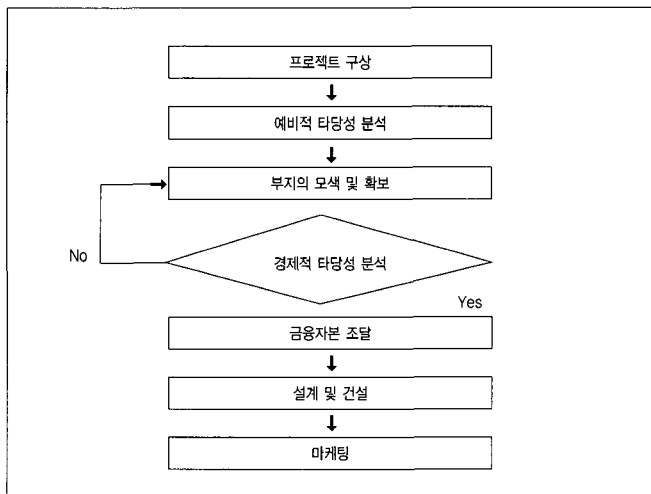 프로젝트 구상
예비적 타당성 분석
부지의 모색 및 확보
No
경제적 타당성 분석
Yes
금융자본 조달
설계 및 건설
마케팅